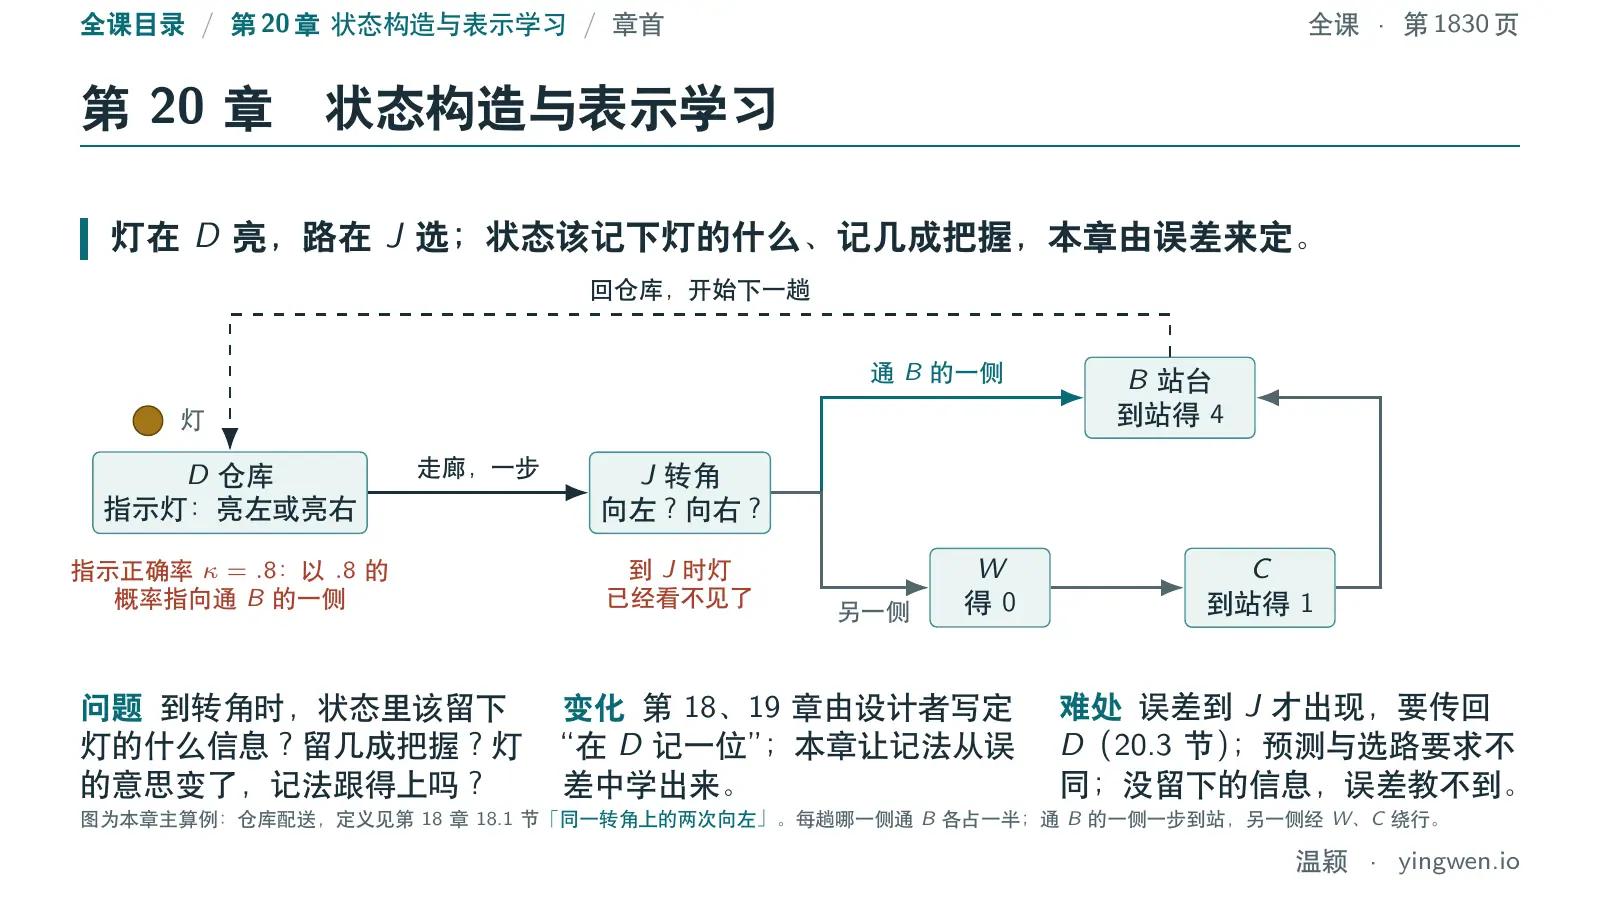 全课目录 / 第 20 章 状态构造与表示学习 / 章首
全课 · 第 1830 页
第 20 章 状态构造与表示学习
灯在 D 亮，路在 J 选；状态该记下灯的什么、记几成把握，本章由误差来定。
回仓库，开始下一趟
通 B 的一侧
B 站台
到站得 4
灯
D 仓库
指示灯：亮左或亮右
走廊，一步
J 转角
向左？向右？
指示正确率 κ = .8：以 .8 的
概率指向通 B 的一侧
到 J 时灯
已经看不见了
另一侧
W
得 0
C
到站得 1
问题 到转角时，状态里该留下
灯的什么信息？留几成把握？灯
的意思变了，记法跟得上吗？
变化 第 18、19 章由设计者写定
“在 D 记一位”；本章让记法从误
差中学出来。
难处 误差到 J 才出现，要传回
D（20.3 节）；预测与选路要求不
同；没留下的信息，误差教不到。
图为本章主算例：仓库配送，定义见第 18 章 18.1 节「同一转角上的两次向左」。每趟哪一侧通 B 各占一半；通 B 的一侧一步到站，另一侧经 W、C 绕行。
温颖 · yingwen.io